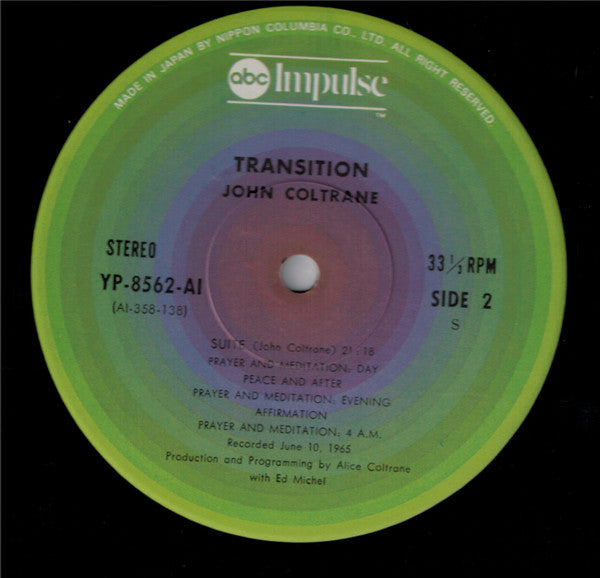 MADE IN JAPAN BY NIPPON COLUMBIA CO., LTD. ALL RIGHT RESERVED
abc Impulse
TM
TRANSITION
JOHN COLTRANE
STEREO
33 1/3 RPM
YP-8562-AI
SIDE 2
(AI-358-138)
S
SUITE (John Coltrane) 21:18
PRAYER AND MEDITATION: DAY
PEACE AND AFTER
PRAYER AND MEDITATION: EVENING
AFFIRMATION
PRAYER AND MEDITATION: 4 A.M.
Recorded June 10, 1965
Production and Programming by Alice Coltrane
with Ed Michel